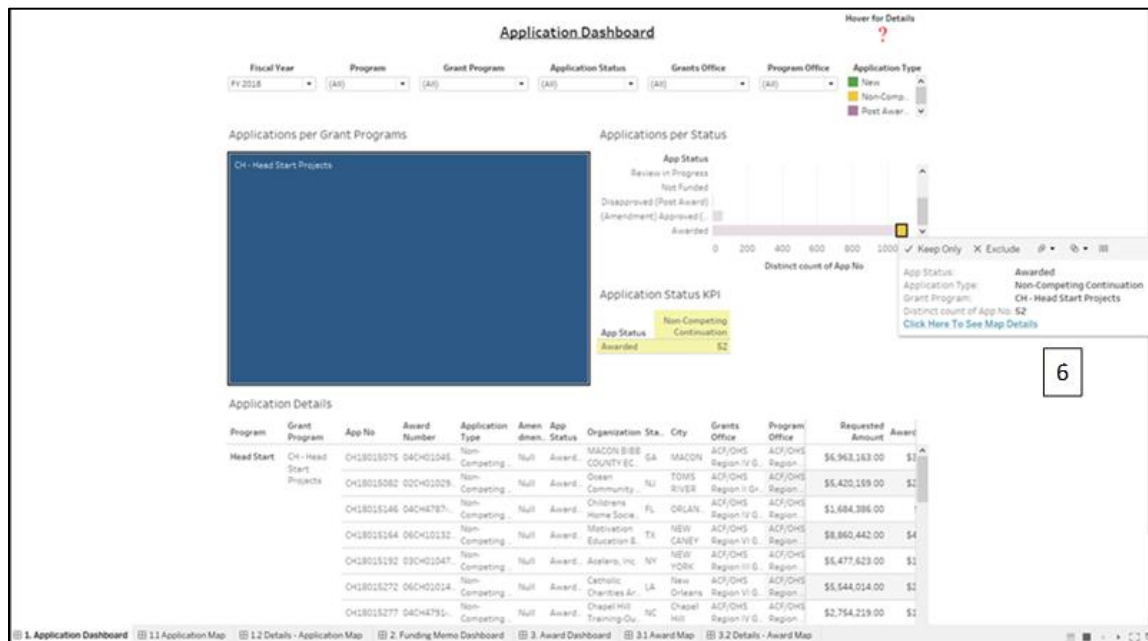 Hover for Details
Application Dashboard
?
Fiscal Year Program Grant Program Application Status Grants Office Program Office Application Type
FY 2018 (All) (All) (All) (All) (All) New
Non-Comp..
Post Awar..
Applications per Grant Programs Applications per Status
CH - Head Start Projects
App Status
Review in Progress
Not Funded
Disapproved (Post Award)
(Amendment) Approved (..
Awarded
0 200 400 600 800 1000
Distinct count of App No
Keep Only Exclude
App Status: Awarded
Application Type: Non-Competing Continuation
Grant Program: CH - Head Start Projects
Distinct count of App No: 52
Click Here To See Map Details
Application Status KPI
App Status Non-Competing Continuation
Awarded 52
6
Application Details
Program Grant Program App No Award Number Application Type Amen dmen.. App Status Organization Sta.. City Grants Office Program Office Requested Amount Award
Head Start CH - Head Start Projects CH18015075 04CH01046.. Non-Competing .. Null Award.. MACON BIBB COUNTY EC.. GA MACON ACF/OHS Region IV G.. ACF/OHS Region.. $6,963,163.00
CH18015082 02CH01029.. Non-Competing .. Null Award.. Ocean Community .. NJ TOMS RIVER ACF/OHS Region II Gr.. ACF/OHS Region.. $5,420,159.00
CH18015146 04CH4787-.. Non-Competing .. Null Award.. Childrens Home Socie.. FL ORLAN.. ACF/OHS Region IV G.. ACF/OHS Region.. $1,684,386.00
CH18015164 06CH10132.. Non-Competing .. Null Award.. Motivation Education &.. TX NEW CANEY ACF/OHS Region VI G.. ACF/OHS Region.. $8,860,442.00
CH18015192 03CH01047.. Non-Competing .. Null Award.. Acelero, Inc. NY NEW YORK ACF/OHS Region III G.. ACF/OHS Region.. $5,477,623.00
CH18015272 06CH01014.. Non-Competing .. Null Award.. Catholic Charities Ar.. LA New Orleans ACF/OHS Region VI G.. ACF/OHS Region.. $5,544,014.00
CH18015277 04CH4791-.. Non-Competing .. Null Award.. Chapel Hill Training-Ou.. NC Chapel Hill ACF/OHS Region IV G.. ACF/OHS Region.. $2,754,219.00
1. Application Dashboard 1.1 Application Map 1.2 Details - Application Map 2. Funding Memo Dashboard 3. Award Dashboard 3.1 Award Map 3.2 Details - Award Map